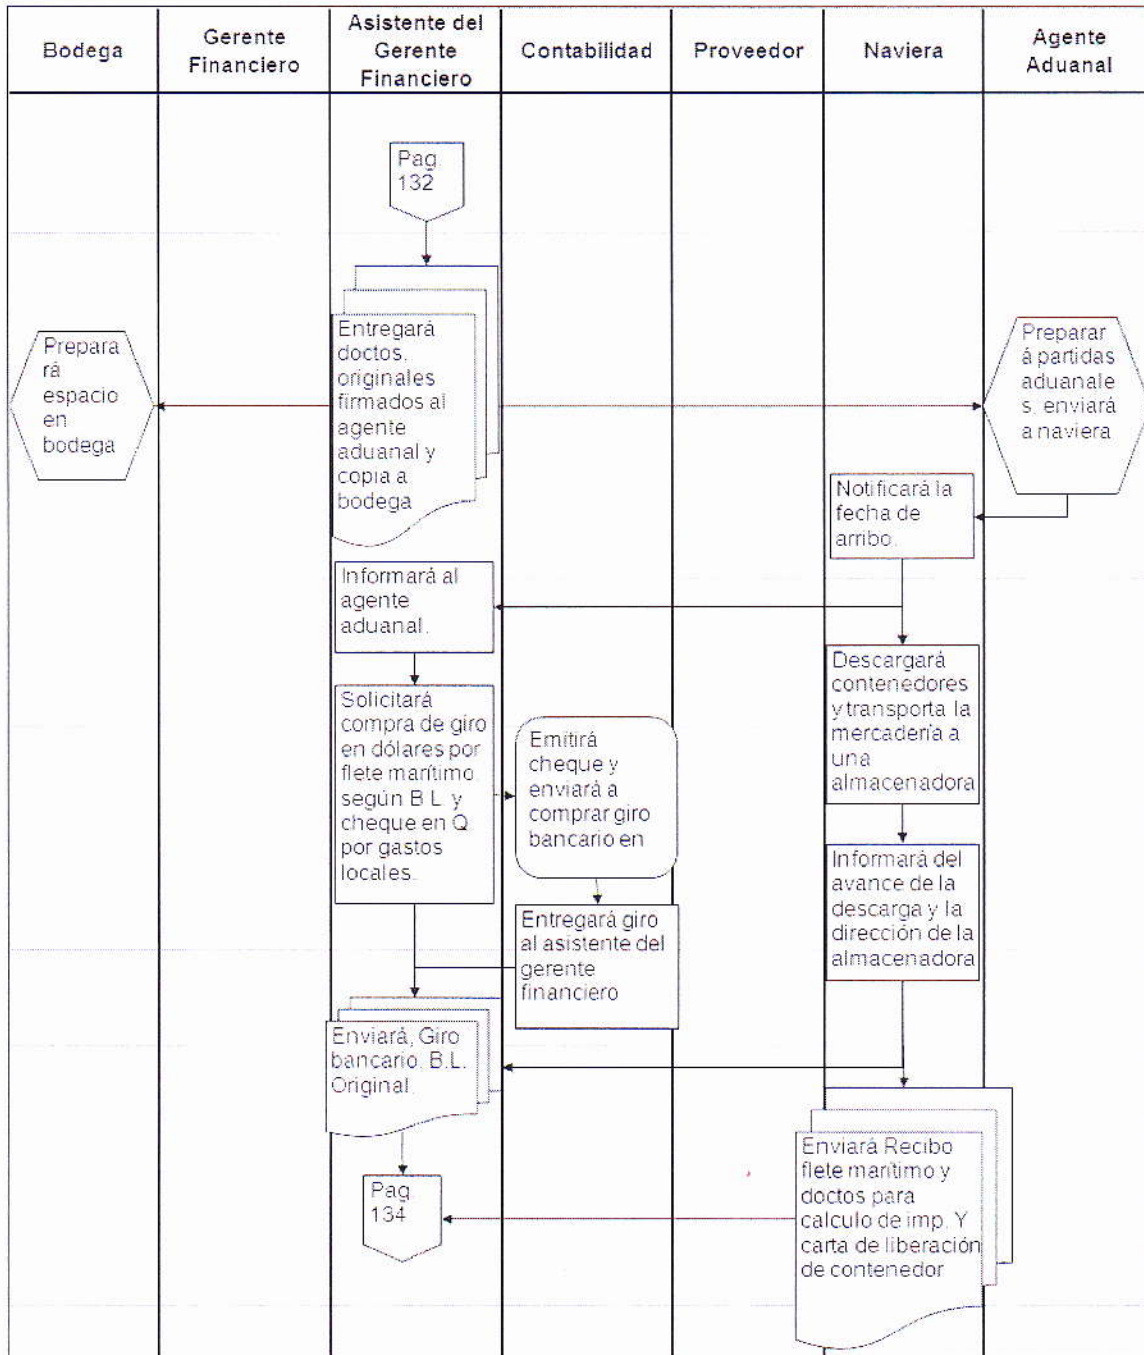 Bodega
Gerente
Financiero
Asistente del
Gerente
Financiero
Contabilidad
Proveedor
Naviera
Agente
Aduanal
Pag
132
Entregará
doctos.
originales
firmados al
agente
aduanal y
copia a
bodega
Prepara
rá
espacio
en
bodega
Preparar
á partidas
aduanale
s, enviará
a naviera
Notificará la
fecha de
arribo.
Informará al
agente
aduanal.
Descargará
contenedores
y transporta la
mercadería a
una
almacenadora
Solicitará
compra de giro
en dólares por
flete marítimo
según B.L. y
cheque en Q
por gastos
locales.
Emitirá
cheque y
enviará a
comprar giro
bancario en
Informará del
avance de la
descarga y la
dirección de la
almacenadora
Entregará giro
al asistente del
gerente
financiero
Enviará, Giro
bancario, B.L.
Original.
Enviará Recibo
flete marítimo y
doctos para
calculo de imp. Y
carta de liberación
de contenedor
Pag
134